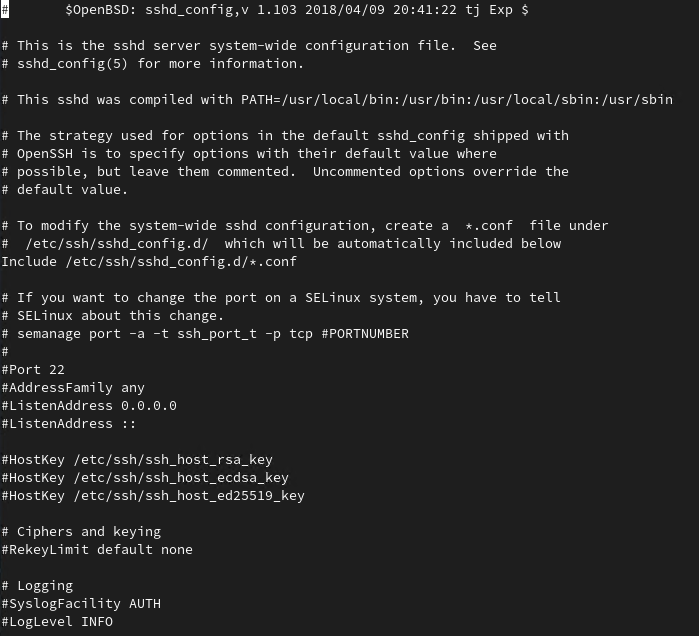 #       $OpenBSD: sshd_config,v 1.103 2018/04/09 20:41:22 tj Exp $

# This is the sshd server system-wide configuration file.  See
# sshd_config(5) for more information.

# This sshd was compiled with PATH=/usr/local/bin:/usr/bin:/usr/local/sbin:/usr/sbin

# The strategy used for options in the default sshd_config shipped with
# OpenSSH is to specify options with their default value where
# possible, but leave them commented.  Uncommented options override the
# default value.

# To modify the system-wide sshd configuration, create a  *.conf  file under
#  /etc/ssh/sshd_config.d/  which will be automatically included below
Include /etc/ssh/sshd_config.d/*.conf

# If you want to change the port on a SELinux system, you have to tell
# SELinux about this change.
# semanage port -a -t ssh_port_t -p tcp #PORTNUMBER
#
#Port 22
#AddressFamily any
#ListenAddress 0.0.0.0
#ListenAddress ::

#HostKey /etc/ssh/ssh_host_rsa_key
#HostKey /etc/ssh/ssh_host_ecdsa_key
#HostKey /etc/ssh/ssh_host_ed25519_key

# Ciphers and keying
#RekeyLimit default none

# Logging
#SyslogFacility AUTH
#LogLevel INFO